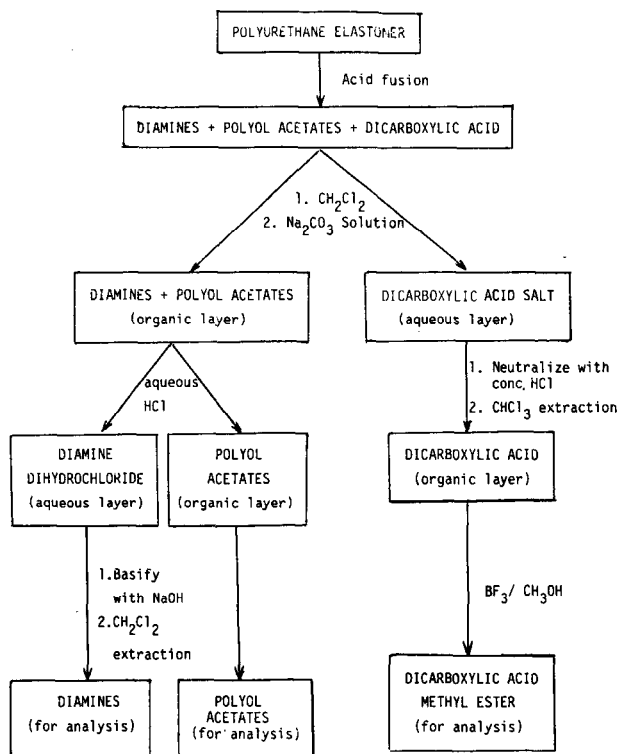 POLYURETHANE ELASTONER
Acid fusion
DIAMINES + POLYOL ACETATES + DICARBOXYLIC ACID
1. CH₂Cl₂
2. Na₂CO₃ Solution
DIAMINES + POLYOL ACETATES
(organic layer)
DICARBOXYLIC ACID SALT
(aqueous layer)
aqueous
HCl
1. Neutralize with
conc. HCl
2. CHCl₃ extraction
DIAMINE
DIHYDROCHLORIDE
(aqueous layer)
POLYOL
ACETATES
(organic layer)
DICARBOXYLIC ACID
(organic layer)
1.Basify
with NaOH
2.CH₂Cl₂
extraction
BF₃/ CH₃OH
DIAMINES
(for analysis)
POLYOL
ACETATES
(for analysis)
DICARBOXYLIC ACID
METHYL ESTER
(for analysis)